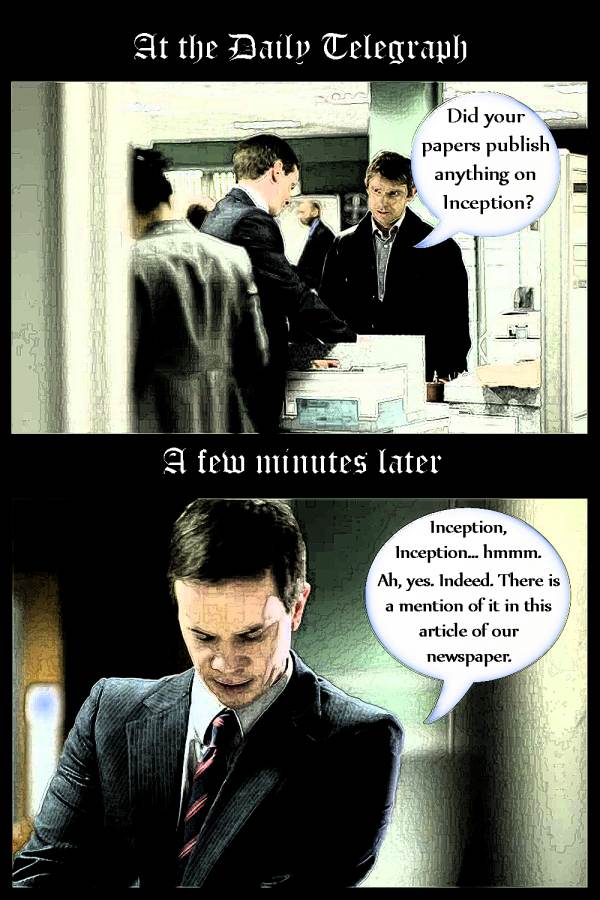 At the Daily Telegraph
Did your
papers publish
anything on
Inception?
A few minutes later
Inception,
Inception... hmmm.
Ah, yes. Indeed. There is
a mention of it in this
article of our
newspaper.